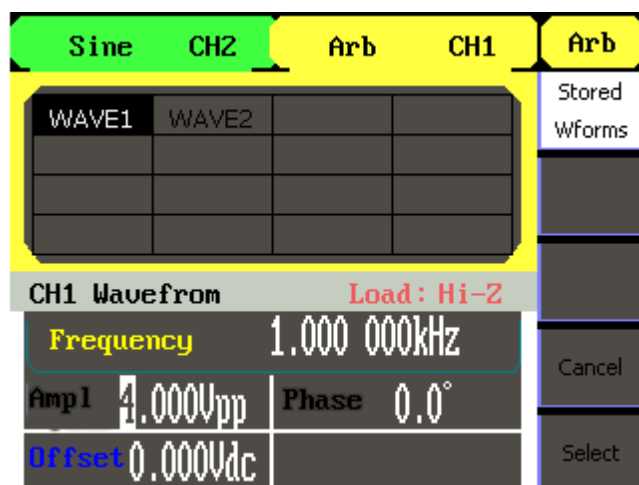 Sine CH2 Arb CH1 Arb
Stored
Wforms
WAVE1 WAVE2
CH1 Wavefrom Load: Hi-Z
Frequency 1.000 000kHz
Cancel
Ampl 4.000Vpp Phase 0.0°
Offset 0.000Vdc
Select